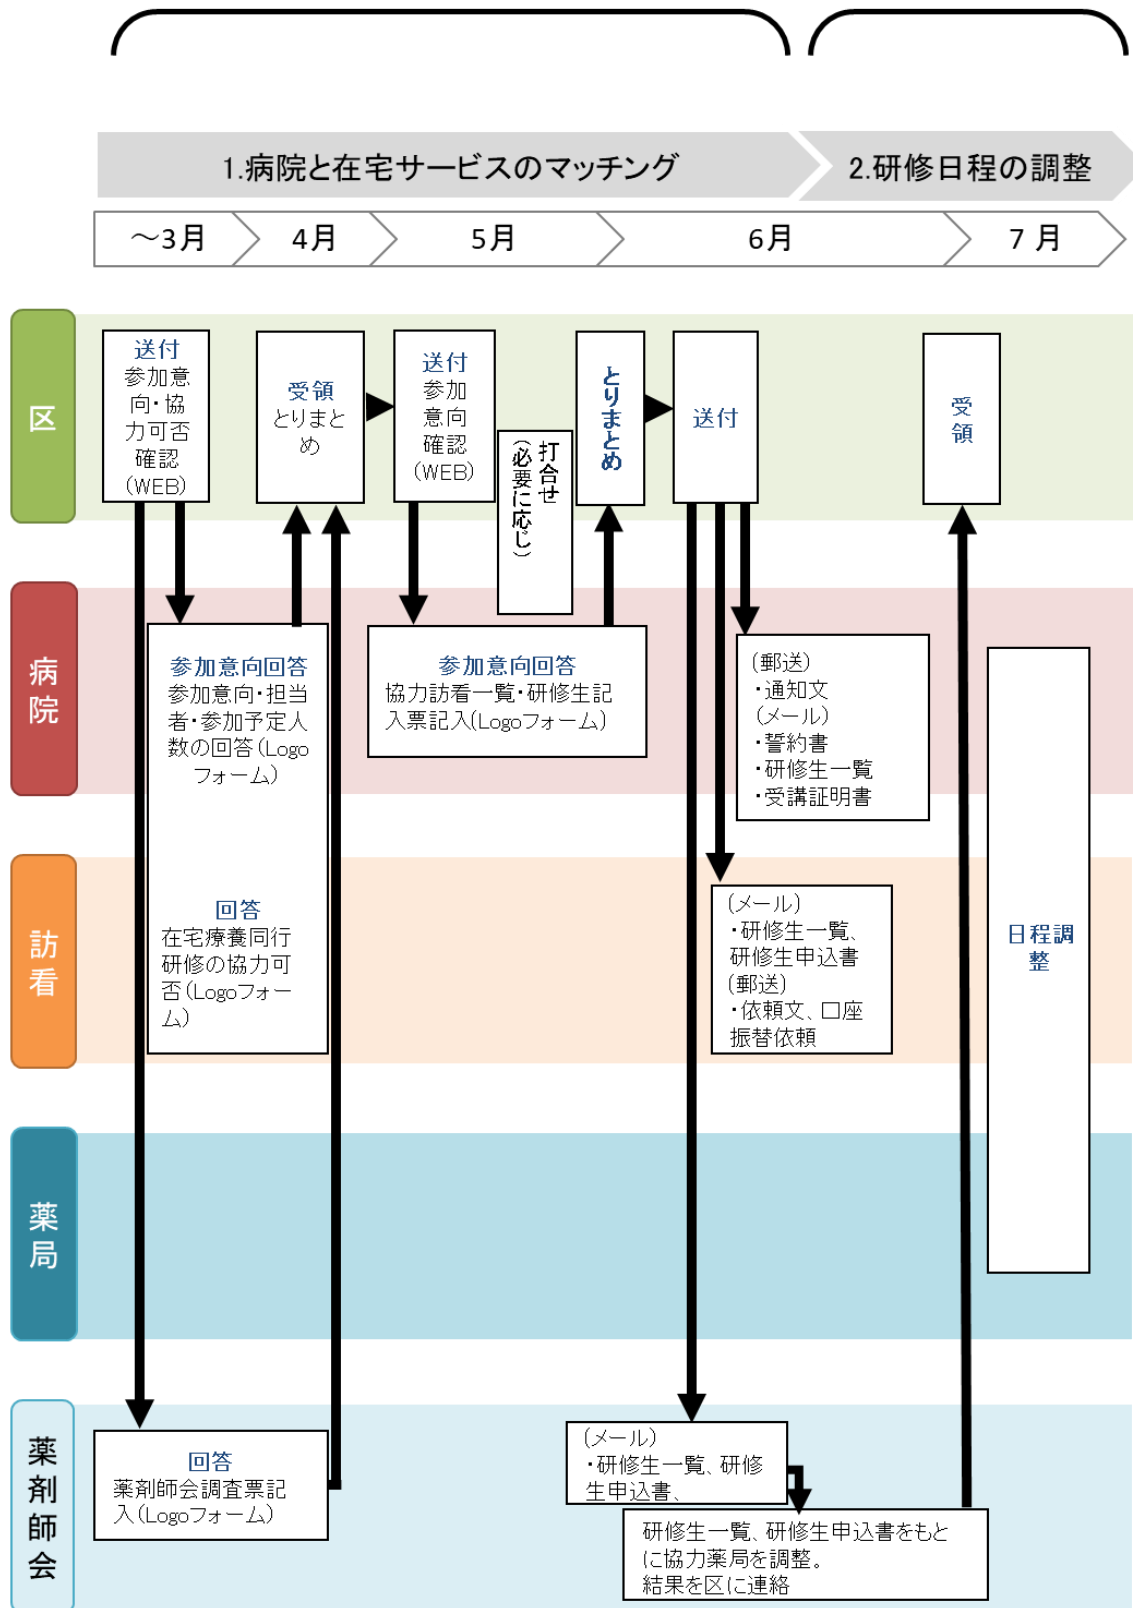 1.病院と在宅サービスのマッチング
2.研修日程の調整
～3月
4月
5月
6月
7 月
区
送付
参加意
向・協
力可否
確認
(WEB)
受領
とりまと
め
送付
参加
意向
確認
(WEB)
打合せ
（必要に応じ）
とりまとめ
送付
受
領
病
院
参加意向回答
参加意向・担当
者・参加予定人
数の回答(Logo
フォーム)
参加意向回答
協力訪看一覧・研修生記
入票記入(Logoフォーム)
(郵送)
・通知文
(メール)
・誓約書
・研修生一覧
・受講証明書
訪
看
回答
在宅療養同行
研修の協力可
否(Logoフォー
ム)
(メール)
・研修生一覧、
研修生申込書
(郵送)
・依頼文、口座
振替依頼
日程調
整
薬
局
薬
剤
師
会
回答
薬剤師会調査票記
入(Logoフォーム)
(メール)
・研修生一覧、研修
生申込書、
研修生一覧、研修生申込書をもと
に協力薬局を調整。
結果を区に連絡